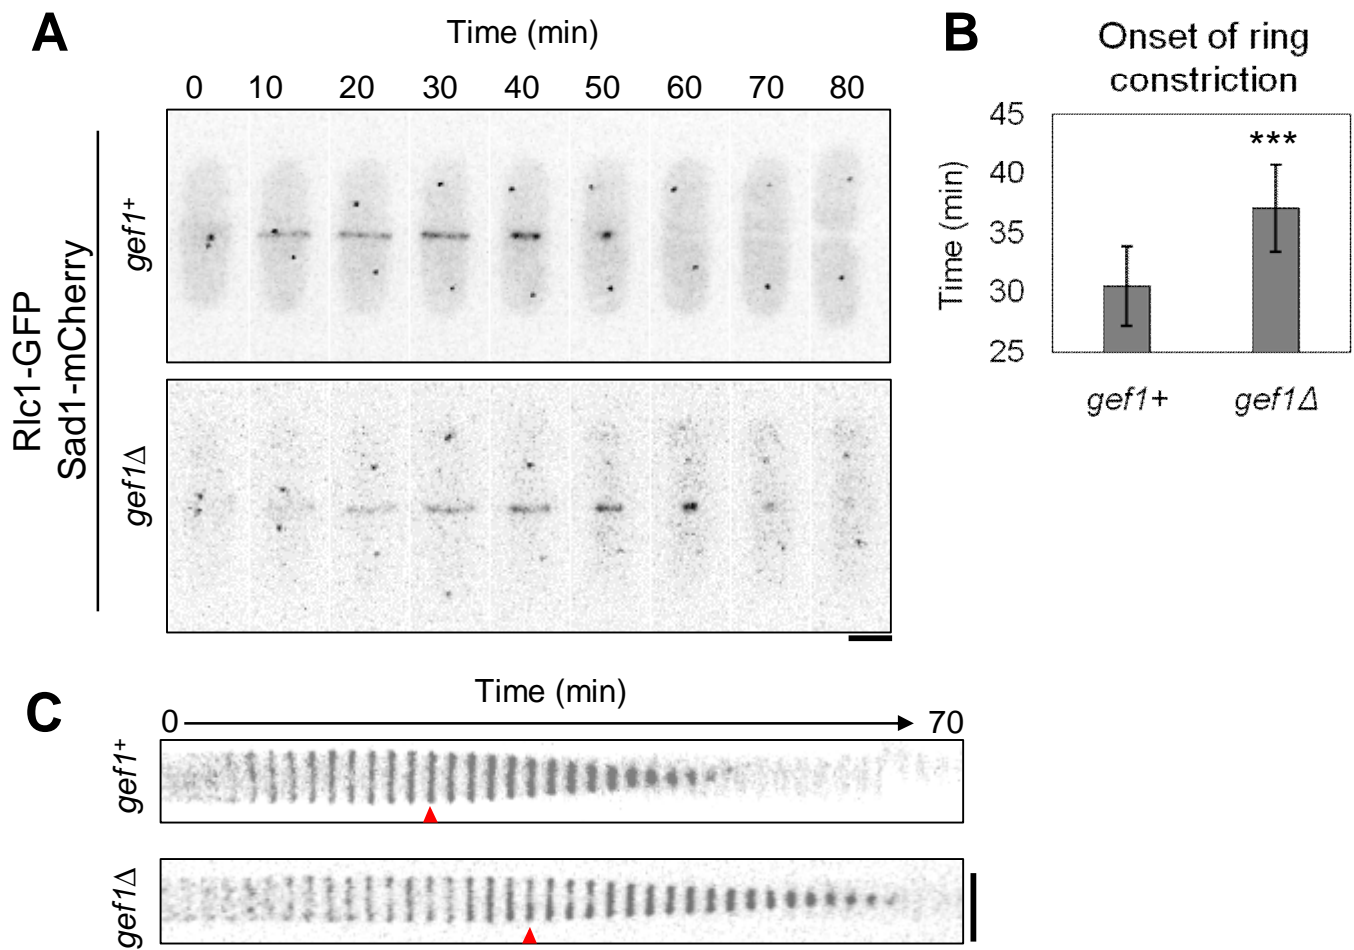 A
Time (min)
0 10 20 30 40 50 60 70 80
gef1+
gef1Δ
Rlc1-GFP
Sad1-mCherry
B
Onset of ring
constriction
***
Time (min)
45
40
35
30
25
gef1+ gef1Δ
C
Time (min)
0 70
gef1+
gef1Δ